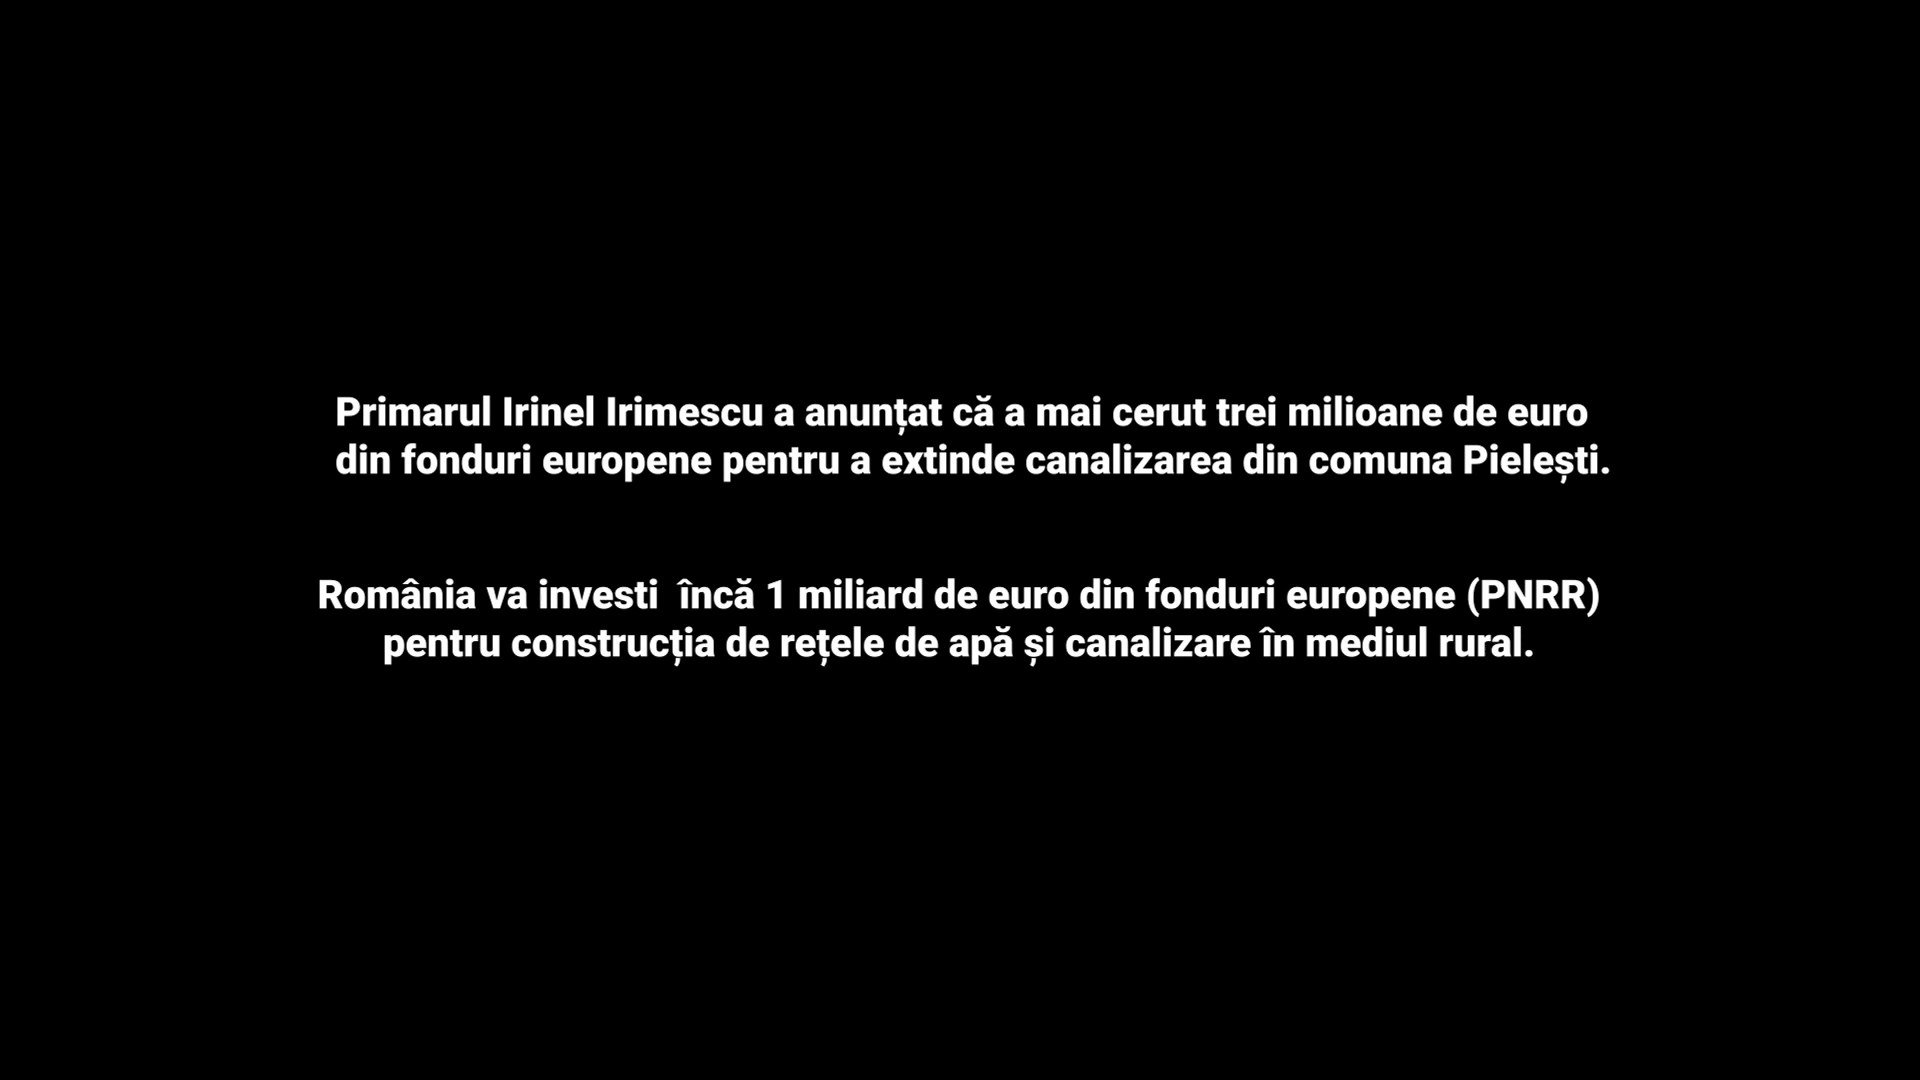 Primarul Irinel Irimescu a anunțat că a mai cerut trei milioane de euro
din fonduri europene pentru a extinde canalizarea din comuna Pielești.
România va investi  încă 1 miliard de euro din fonduri europene (PNRR)
pentru construcția de rețele de apă și canalizare în mediul rural.